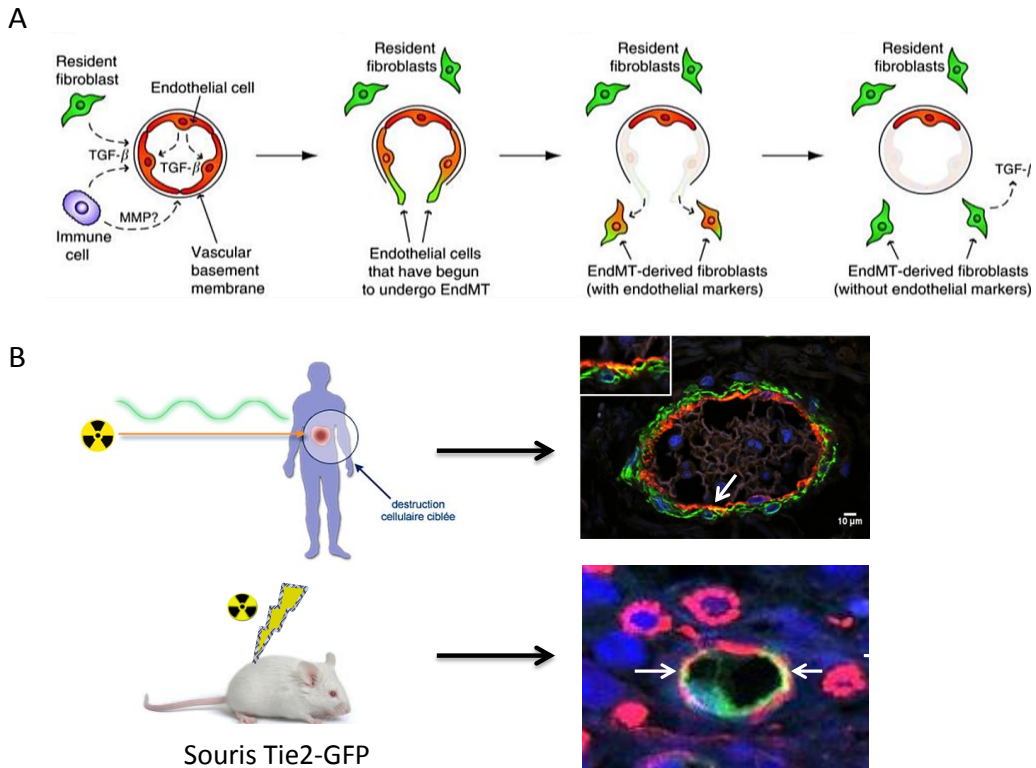 A
Resident
fibroblast
Endothelial cell
TGF-β
TGF-β
MMP?
Immune
cell
Vascular
basement
membrane
Resident
fibroblasts
Endothelial cells
that have begun
to undergo EndMT
Resident
fibroblasts
EndMT-derived fibroblasts
(with endothelial markers)
Resident
fibroblasts
TGF-β
EndMT-derived fibroblasts
(without endothelial markers)
B
destruction
cellulaire ciblée
10 µm
Souris Tie2-GFP